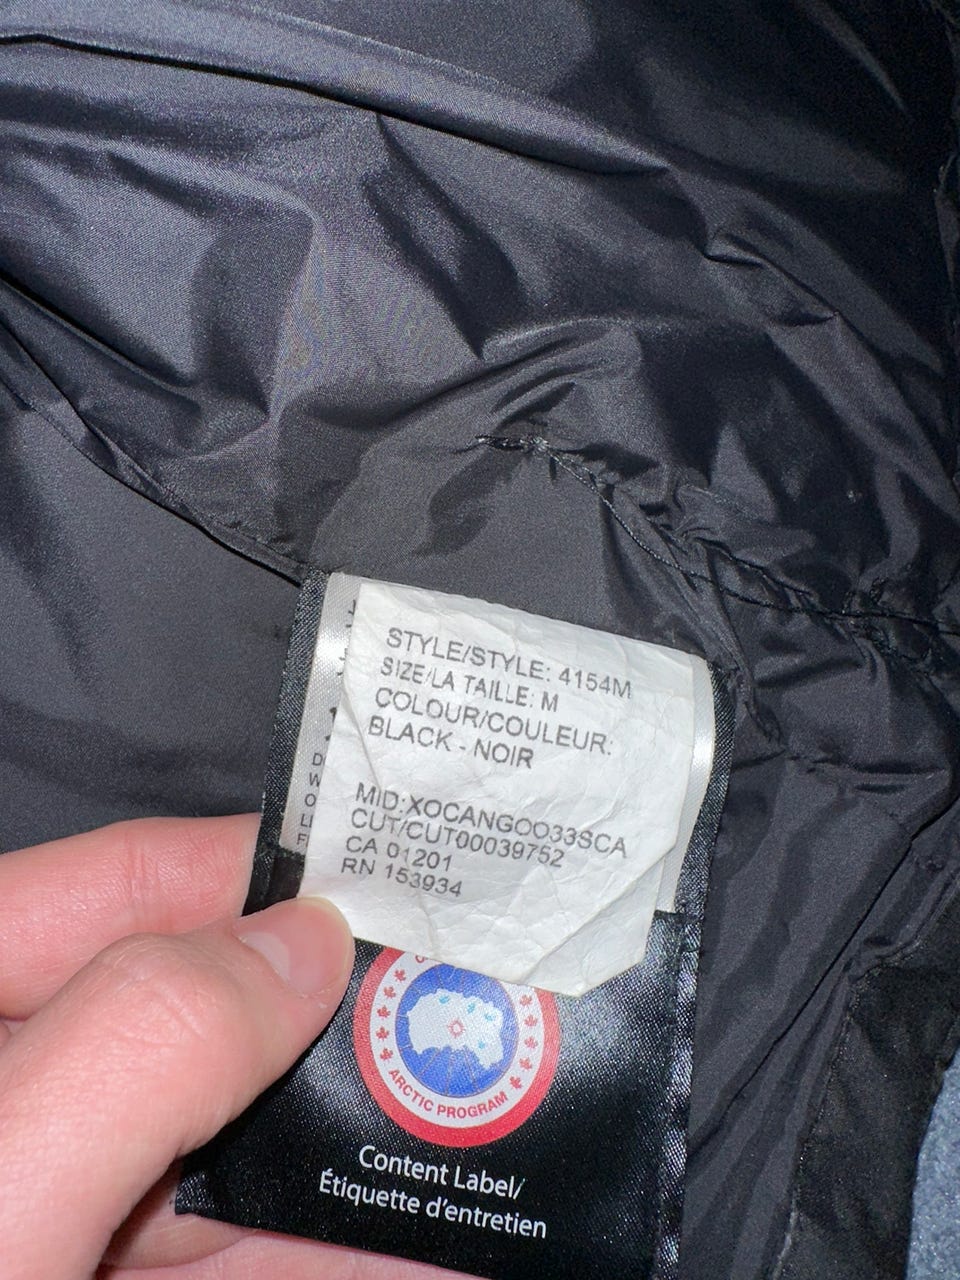 STYLE/STYLE: 4154M
SIZE/LA TAILLE: M
COLOUR/COULEUR:
BLACK - NOIR
MID:XOCANGOO33SCA
CUT/CUT00039752
CA 01201
RN 153934
ARCTIC PROGRAM
Content Label/
Étiquette d'entretien